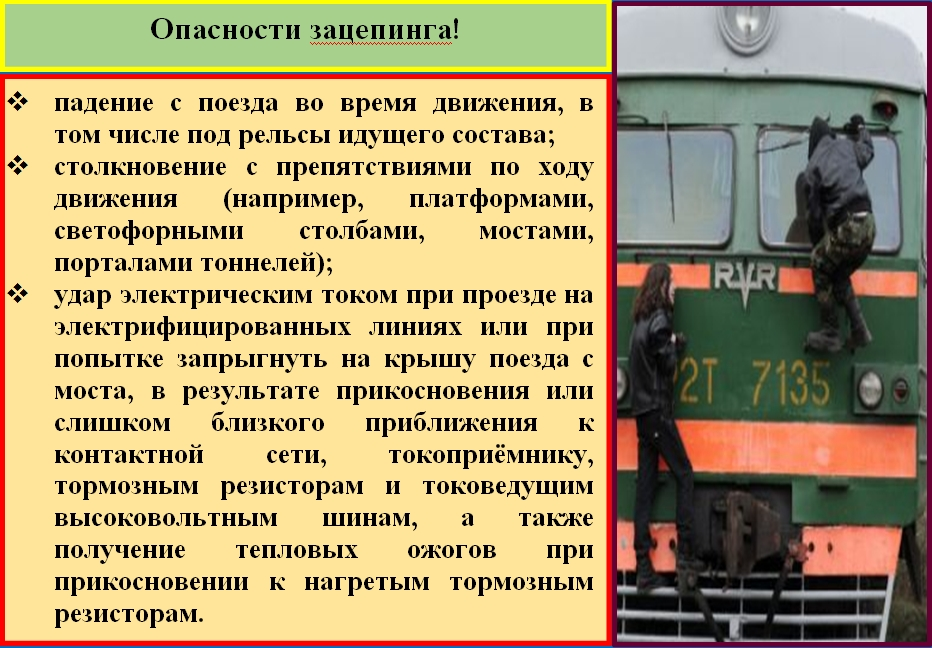 Опасности зацепинга!
падение с поезда во время движения, в
том числе под рельсы идущего состава;
столкновение с препятствиями по ходу
движения (например, платформами,
светофорными столбами, мостами,
порталами тоннелей);
удар электрическим током при проезде на
электрифицированных линиях или при
попытке запрыгнуть на крышу поезда с
моста, в результате прикосновения или
слишком близкого приближения к
контактной сети, токоприёмнику,
тормозным резисторам и токоведущим
высоковольтным шинам, а также
получение тепловых ожогов при
прикосновении к нагретым тормозным
резисторам.
RVR
2Т 7135